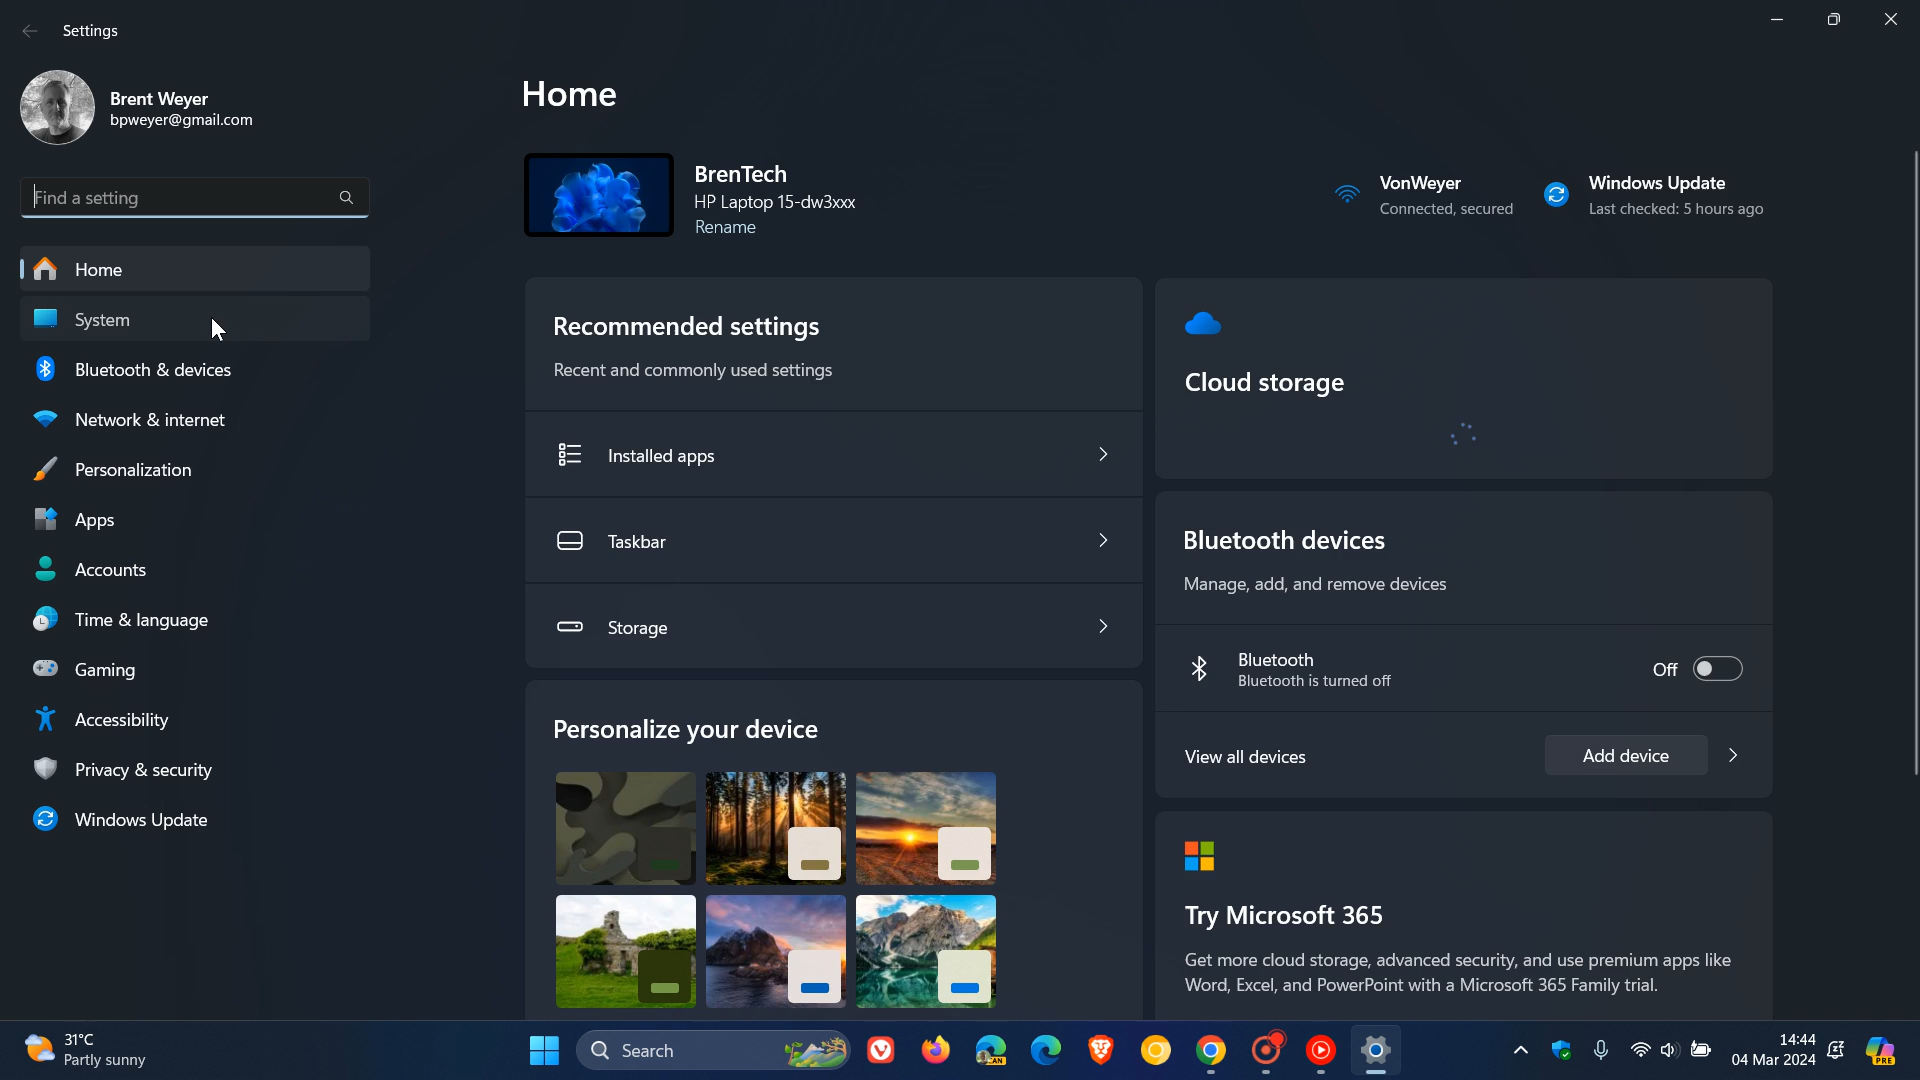 Settings
Brent Weyer
bpweyer@gmail.com
Find a setting
Home
System
Bluetooth & devices
Network & internet
Personalization
Apps
Accounts
Time & language
Gaming
Accessibility
Privacy & security
Windows Update
Home
BrenTech
HP Laptop 15-dw3xxx
Rename
VonWeyer
Connected, secured
Windows Update
Last checked: 5 hours ago
Recommended settings
Recent and commonly used settings
Installed apps
Taskbar
Storage
Personalize your device
Cloud storage
Bluetooth devices
Manage, add, and remove devices
Bluetooth
Bluetooth is turned off
Off
View all devices
Add device
Try Microsoft 365
Get more cloud storage, advanced security, and use premium apps like
Word, Excel, and PowerPoint with a Microsoft 365 Family trial.
31°C
Partly sunny
Search
CAN
14:44
04 Mar 2024
PRE